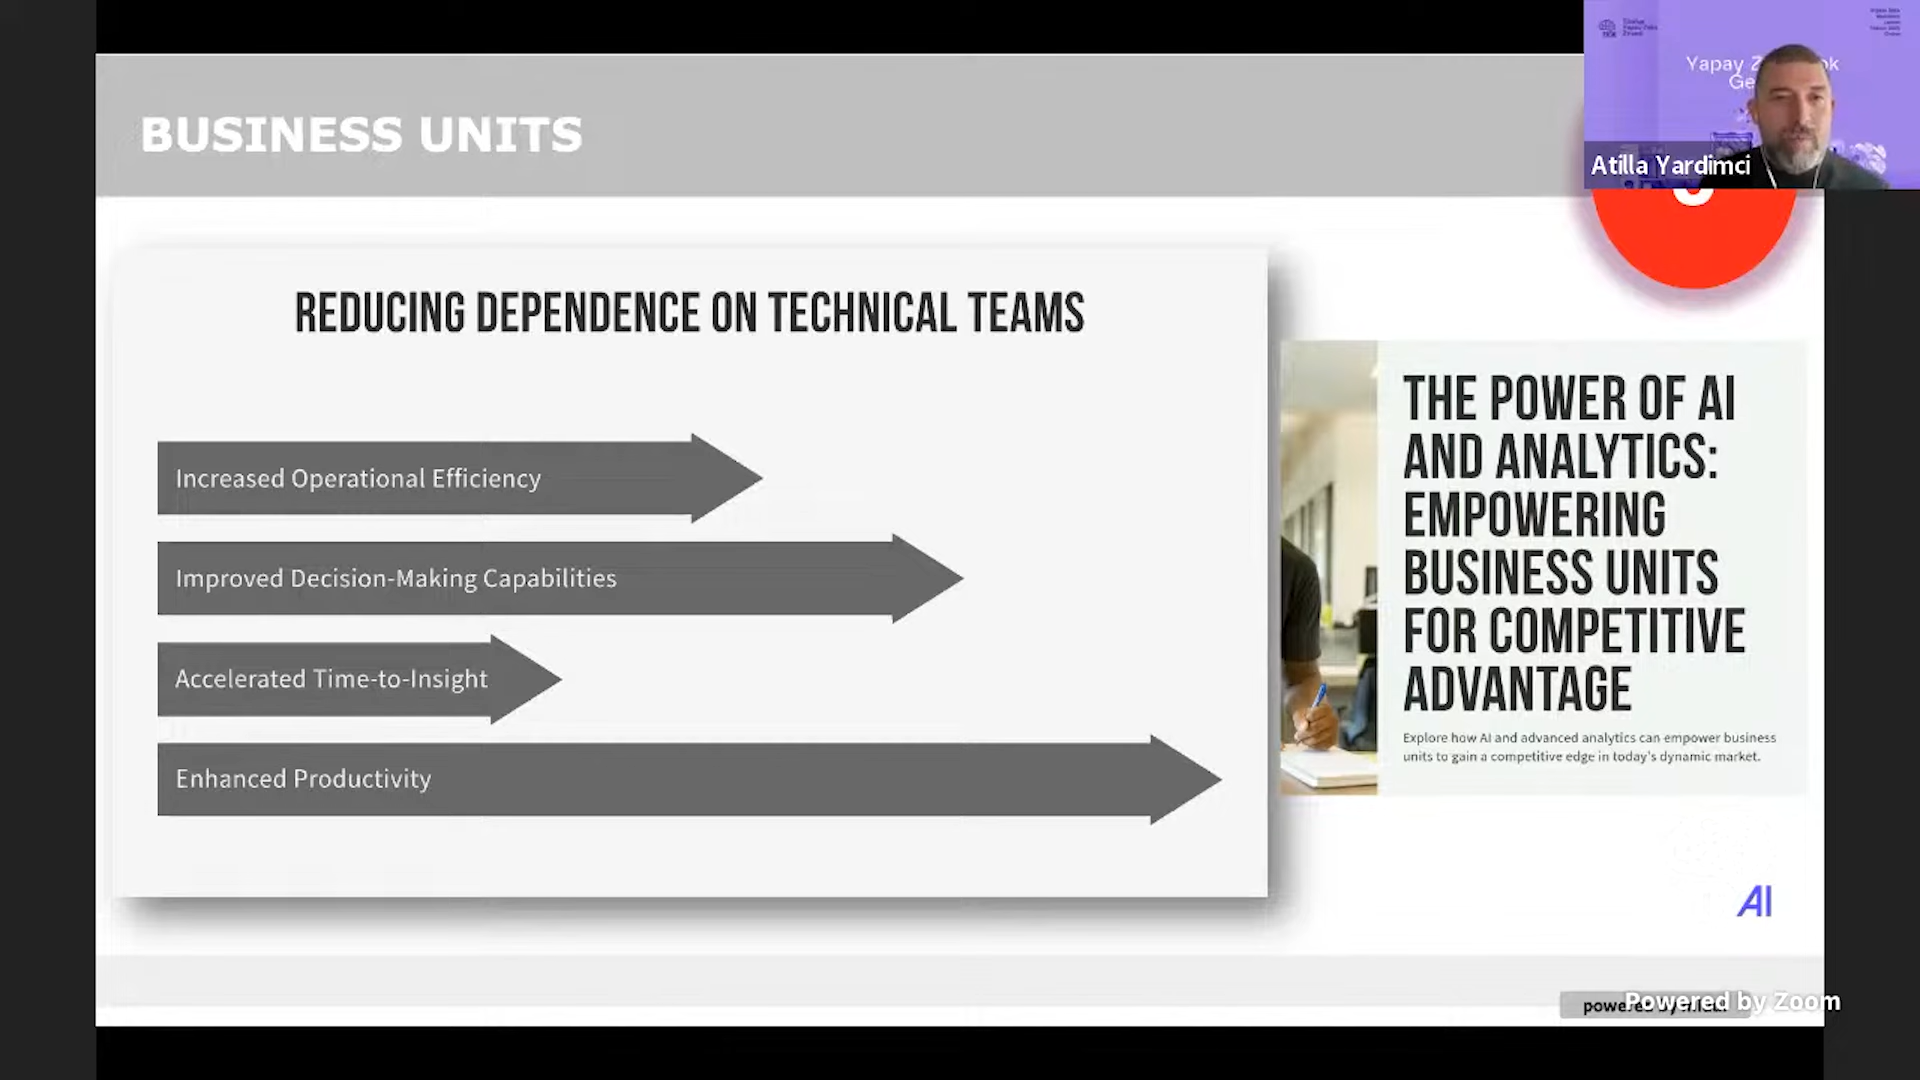 BUSINESS UNITS
Yapay
Atilla Yardimci
REDUCING DEPENDENCE ON TECHNICAL TEAMS
Increased Operational Efficiency
Improved Decision-Making Capabilities
Accelerated Time-to-Insight
Enhanced Productivity
THE POWER OF AI
AND ANALYTICS:
EMPOWERING
BUSINESS UNITS
FOR COMPETITIVE
ADVANTAGE
Explore how AI and advanced analytics can empower business
units to gain a competitive edge in today's dynamic market.
AI
Powered by Zoom